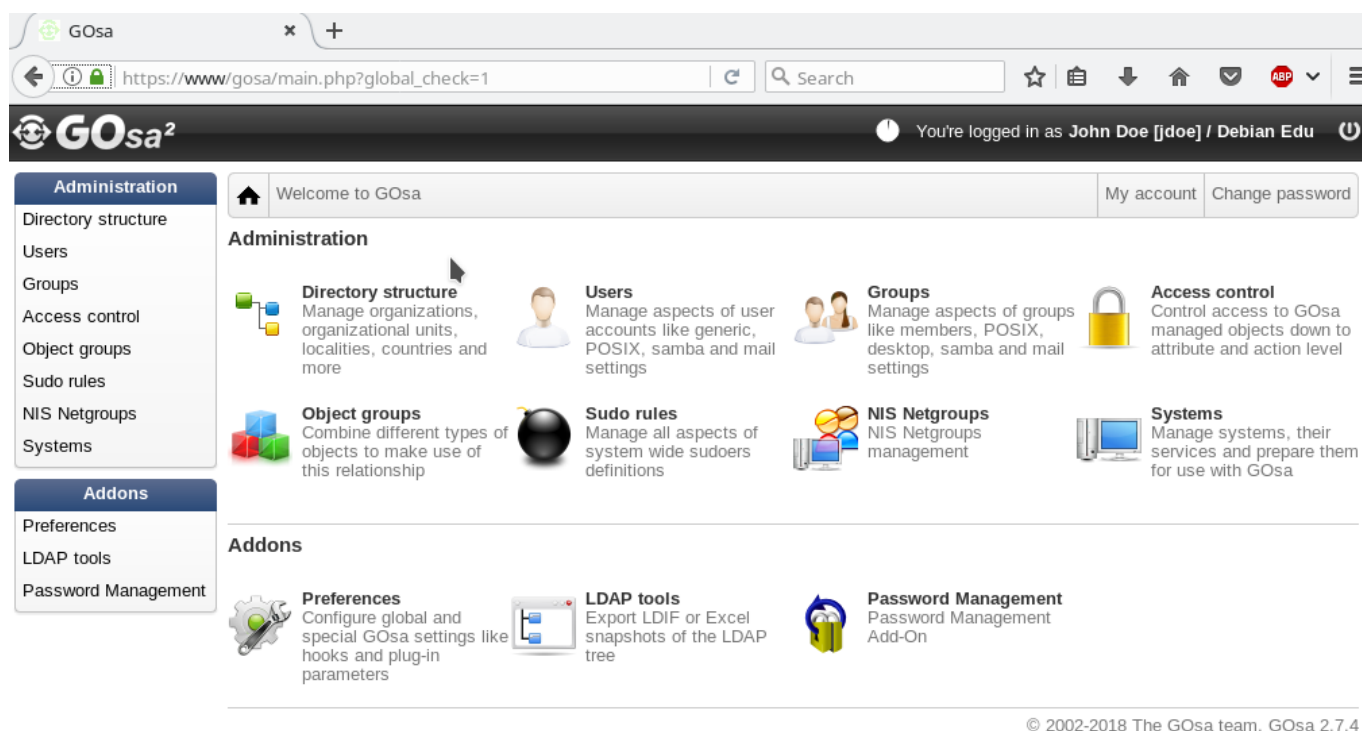 GOsa
https://www/gosa/main.php?global_check=1
Search
ABP
GOsa²
You're logged in as John Doe [jdoe] / Debian Edu
Administration
Directory structure
Users
Groups
Access control
Object groups
Sudo rules
NIS Netgroups
Systems
Addons
Preferences
LDAP tools
Password Management
Welcome to GOsa
My account
Change password
Administration
Directory structure
Manage organizations,
organizational units,
localities, countries and
more
Users
Manage aspects of user
accounts like generic,
POSIX, samba and mail
settings
Groups
Manage aspects of groups
like members, POSIX,
desktop, samba and mail
settings
Access control
Control access to GOsa
managed objects down to
attribute and action level
Object groups
Combine different types of
objects to make use of
this relationship
Sudo rules
Manage all aspects of
system wide sudoers
definitions
NIS Netgroups
NIS Netgroups
management
Systems
Manage systems, their
services and prepare them
for use with GOsa
Addons
Preferences
Configure global and
special GOsa settings like
hooks and plug-in
parameters
LDAP tools
Export LDIF or Excel
snapshots of the LDAP
tree
Password Management
Password Management
Add-On
© 2002-2018 The GOsa team, GOsa 2.7.4